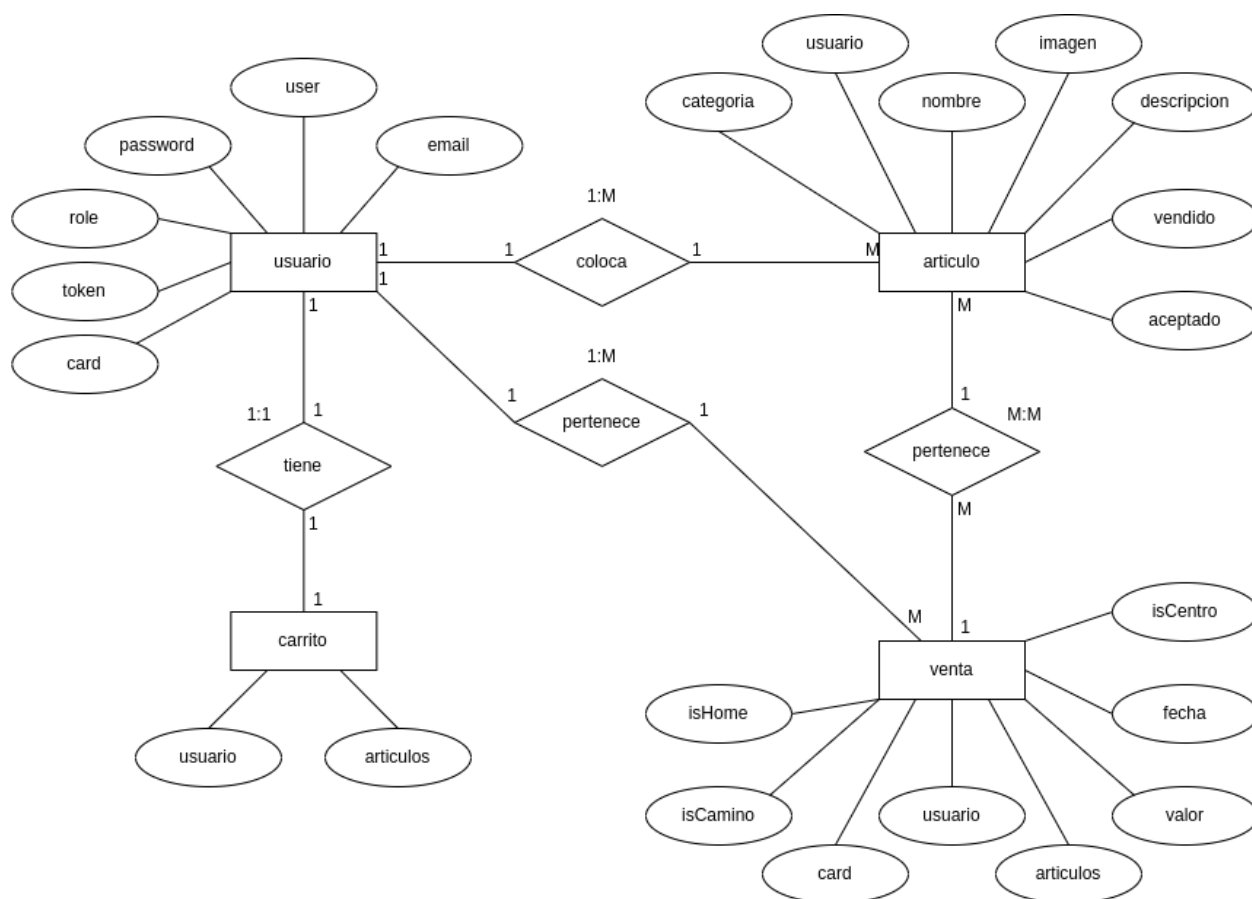 usuario
imagen
user
categoria
nombre
descripcion
password
email
1:M
role
vendido
1
1
1
M
usuario
coloca
articulo
1
token
1
M
aceptado
1:M
card
1
1
1
1:1
1
M:M
pertenece
pertenece
tiene
M
1
1
M
1
isCentro
carrito
venta
isHome
fecha
usuario
articulos
isCamino
usuario
valor
card
articulos